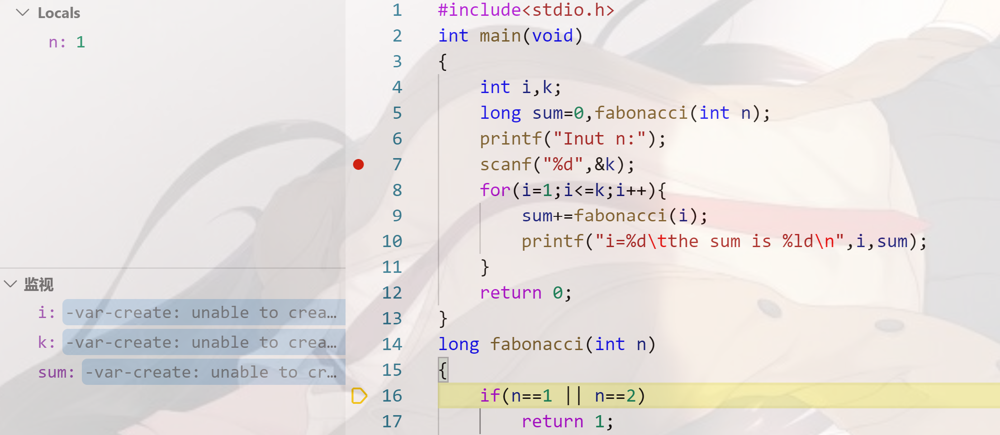 Locals
n: 1
监视
i: -var-create: unable to crea…
k: -var-create: unable to crea…
sum: -var-create: unable to cr…
1 #include<stdio.h>
2 int main(void)
3 {
4 int i,k;
5 long sum=0,fabonacci(int n);
6 printf("Inut n:");
7 scanf("%d",&k);
8 for(i=1;i<=k;i++){
9 sum+=fabonacci(i);
10 printf("i=%d\tthe sum is %ld\n",i,sum);
11 }
12 return 0;
13 }
14 long fabonacci(int n)
15 {
16 if(n==1 || n==2)
17 return 1;